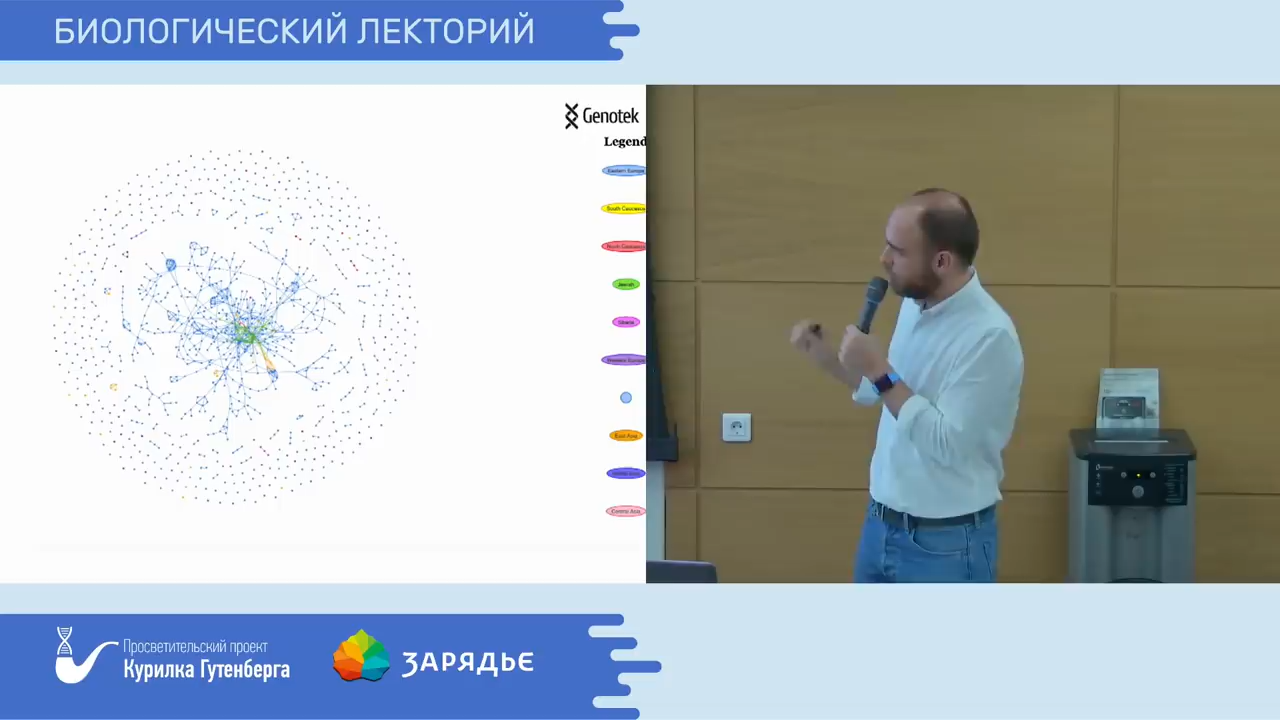 БИОЛОГИЧЕСКИЙ ЛЕКТОРИЙ
Genotek
Legend
Eastern Europe
South Caucasus
North Caucasus
Jewish
Siberia
Western Europe
East Asia
Central Asia
Просветительский проект
Курилка Гутенберга
ЗАРЯДЬЕ